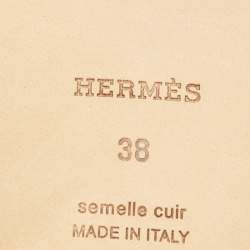 HERMÈS
38
semelle cuir
MADE IN ITALY